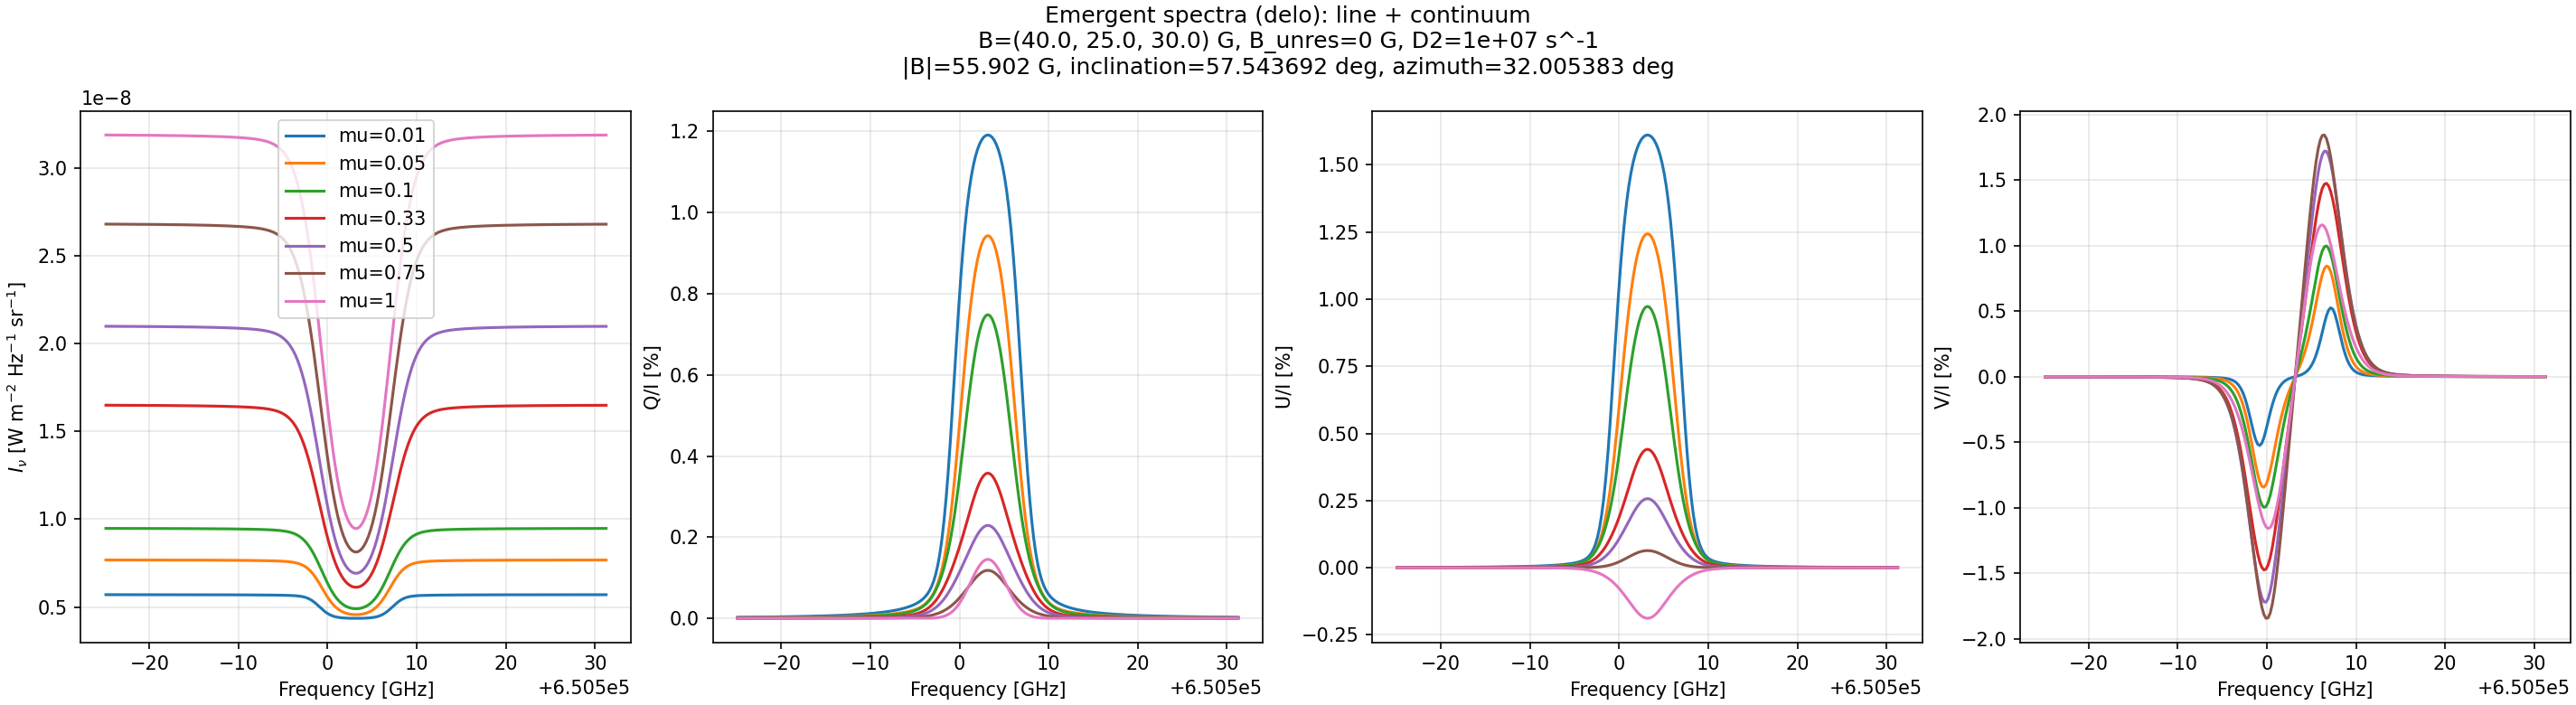 Emergent spectra (delo): line + continuum
B=(40.0, 25.0, 30.0) G, B_unres=0 G, D2=1e+07 s^-1
|B|=55.902 G, inclination=57.543692 deg, azimuth=32.005383 deg
1e−8
3.0
2.5
2.0
1.5
1.0
0.5
I_ν [W m⁻² Hz⁻¹ sr⁻¹]
mu=0.01
mu=0.05
mu=0.1
mu=0.33
mu=0.5
mu=0.75
mu=1
−20 −10 0 10 20 30
Frequency [GHz]
+6.505e5
1.2
1.0
0.8
0.6
0.4
0.2
0.0
Q/I [%]
−20 −10 0 10 20 30
Frequency [GHz]
+6.505e5
1.50
1.25
1.00
0.75
0.50
0.25
0.00
−0.25
U/I [%]
−20 −10 0 10 20 30
Frequency [GHz]
+6.505e5
2.0
1.5
1.0
0.5
0.0
−0.5
−1.0
−1.5
−2.0
V/I [%]
−20 −10 0 10 20 30
Frequency [GHz]
+6.505e5